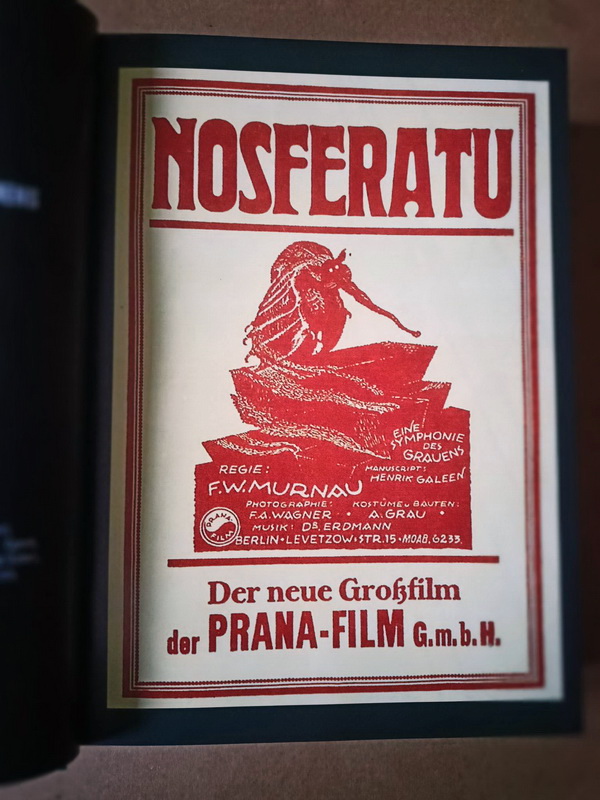 NOSFERATU
EINE
SYMPHONIE
DES
GRAUENS
REGIE:
F.W. MURNAU
MANUSCRIPT:
HENRIK GALEEN
PHOTOGRAPHIE:
F.A. WAGNER •
KOSTÜME u. BAUTEN:
A. GRAU •
MUSIK: DR. ERDMANN
PRANA-
FILM
BERLIN • LEVETZOW-STR. 15 • MOAB. 6233.
Der neue Großfilm
der PRANA-FILM G.m.b.H.